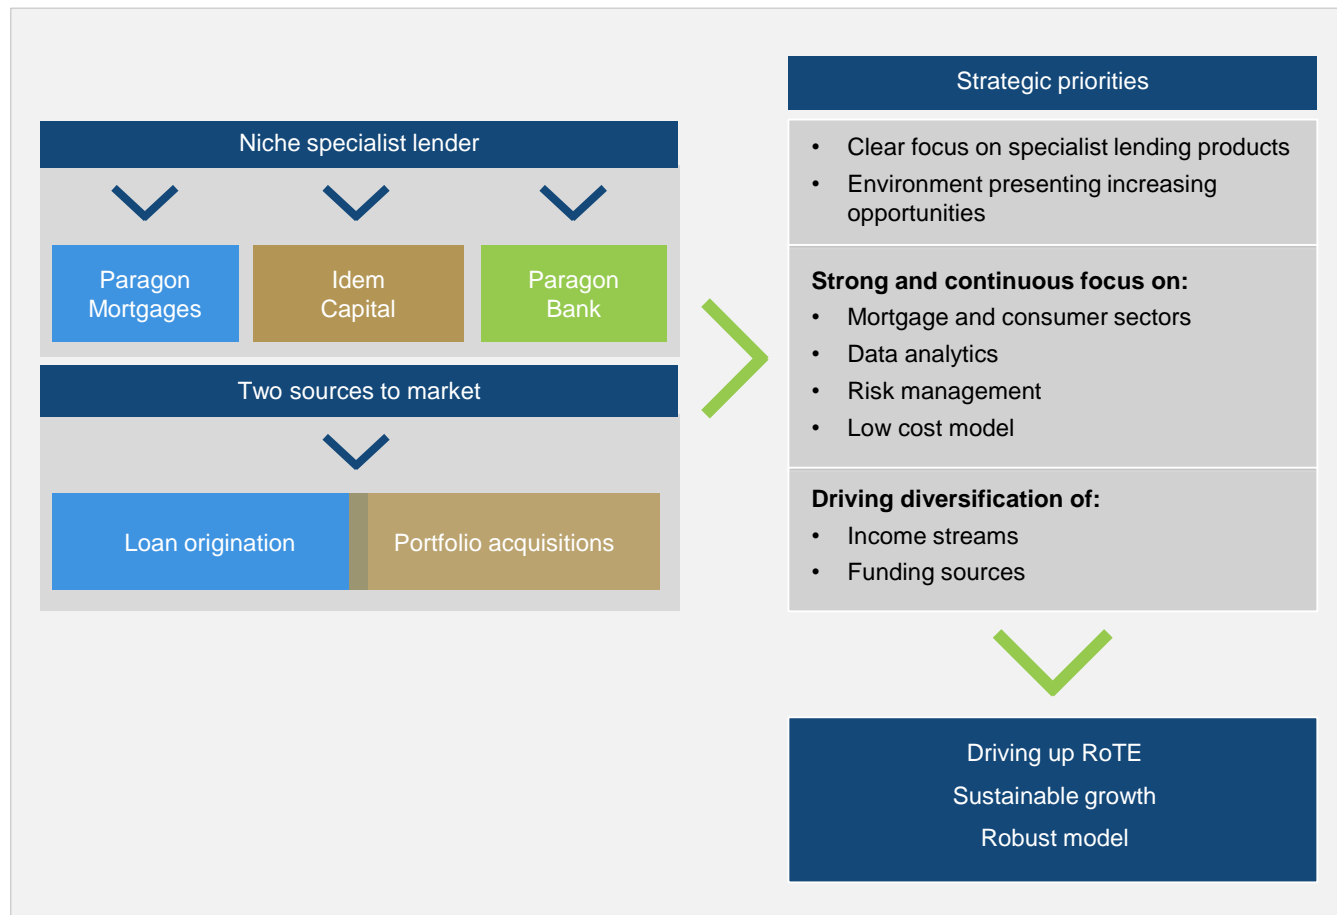 Niche specialist lender
Paragon
Mortgages
Idem
Capital
Paragon
Bank
Two sources to market
Loan origination
Portfolio acquisitions
Strategic priorities
• Clear focus on specialist lending products
• Environment presenting increasing
opportunities
Strong and continuous focus on:
• Mortgage and consumer sectors
• Data analytics
• Risk management
• Low cost model
Driving diversification of:
• Income streams
• Funding sources
Driving up RoTE
Sustainable growth
Robust model